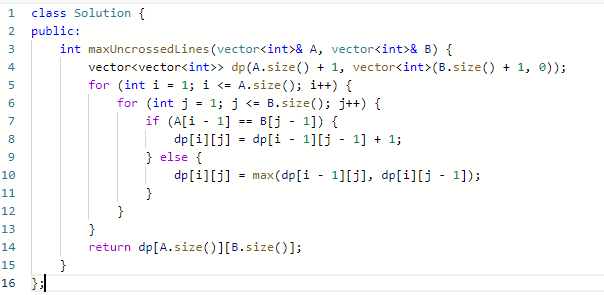 1 class Solution {
2 public:
3     int maxUncrossedLines(vector<int>& A, vector<int>& B) {
4         vector<vector<int>> dp(A.size() + 1, vector<int>(B.size() + 1, 0));
5         for (int i = 1; i <= A.size(); i++) {
6             for (int j = 1; j <= B.size(); j++) {
7                 if (A[i - 1] == B[j - 1]) {
8                     dp[i][j] = dp[i - 1][j - 1] + 1;
9                 } else {
10                     dp[i][j] = max(dp[i - 1][j], dp[i][j - 1]);
11                 }
12             }
13         }
14         return dp[A.size()][B.size()];
15     }
16 };